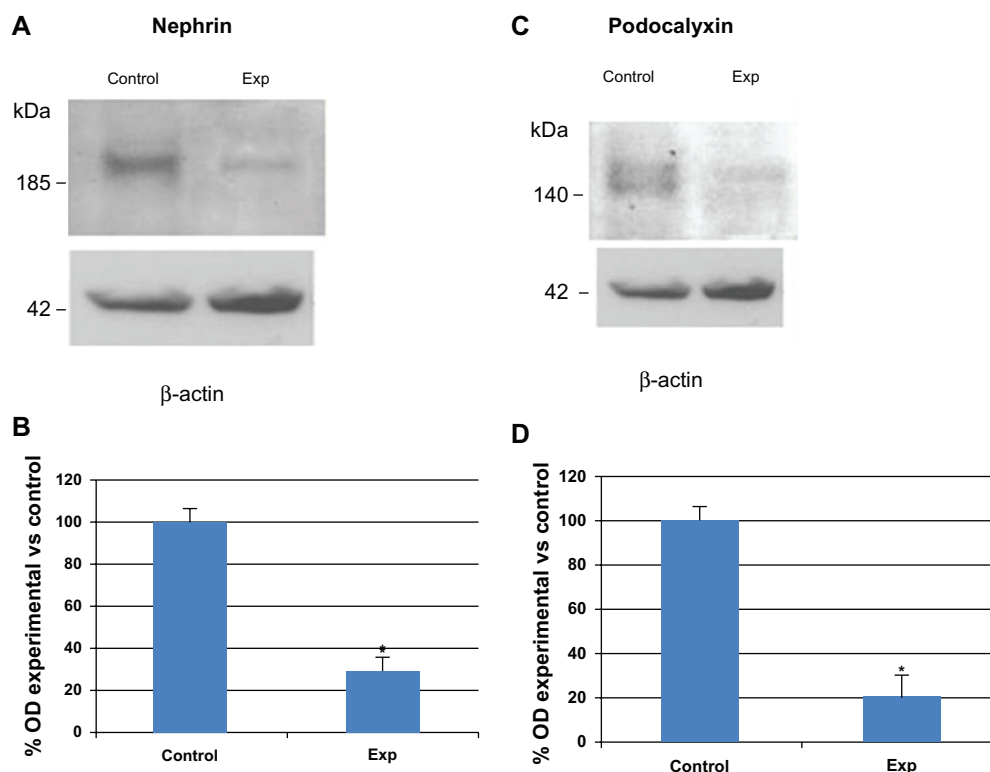 A
Nephrin
Control Exp
kDa
185 –
42 –
β-actin
B
% OD experimental vs control
120
100
80
60
40
20
0
*
Control Exp
C
Podocalyxin
Control Exp
kDa
140 –
42 –
β-actin
D
% OD experimental vs control
120
100
80
60
40
20
0
*
Control Exp